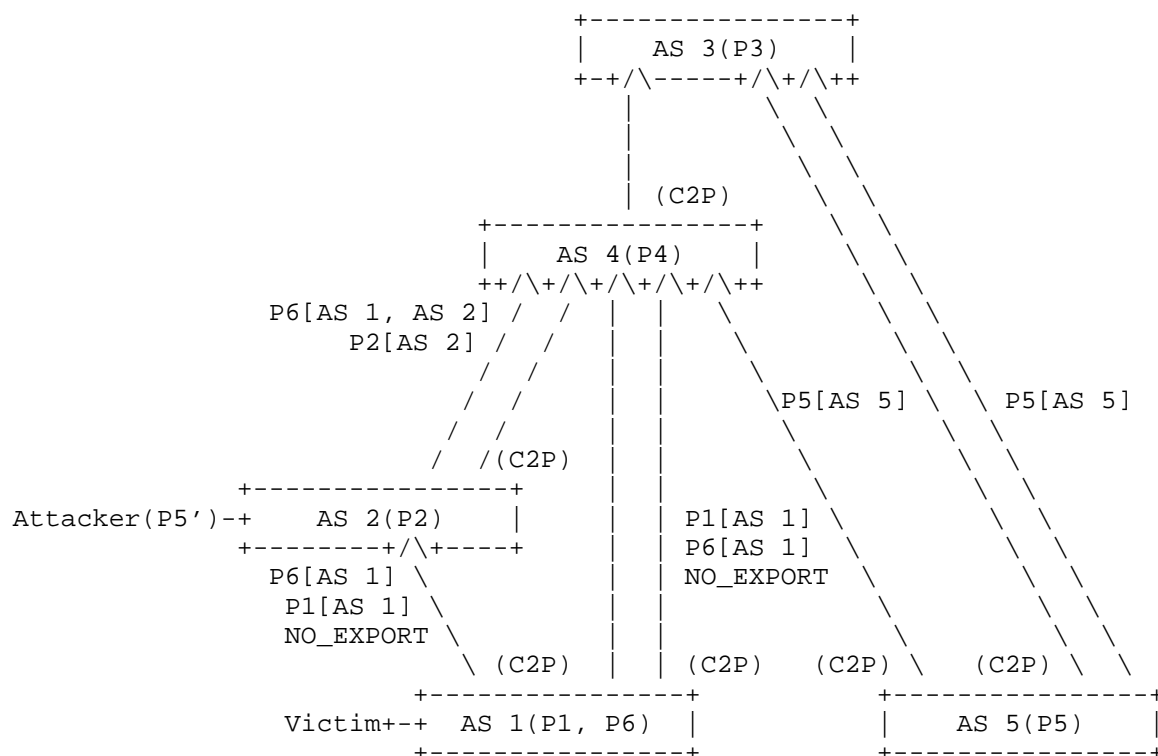 AS 3(P3)
(C2P)
AS 4(P4)
P6[AS 1, AS 2]
P2[AS 2]
P5[AS 5] P5[AS 5]
(C2P)
Attacker(P5')-+ AS 2(P2) P1[AS 1]
P6[AS 1]
P6[AS 1] NO_EXPORT
P1[AS 1]
NO_EXPORT
(C2P) (C2P) (C2P) (C2P)
Victim+-+ AS 1(P1, P6) AS 5(P5)